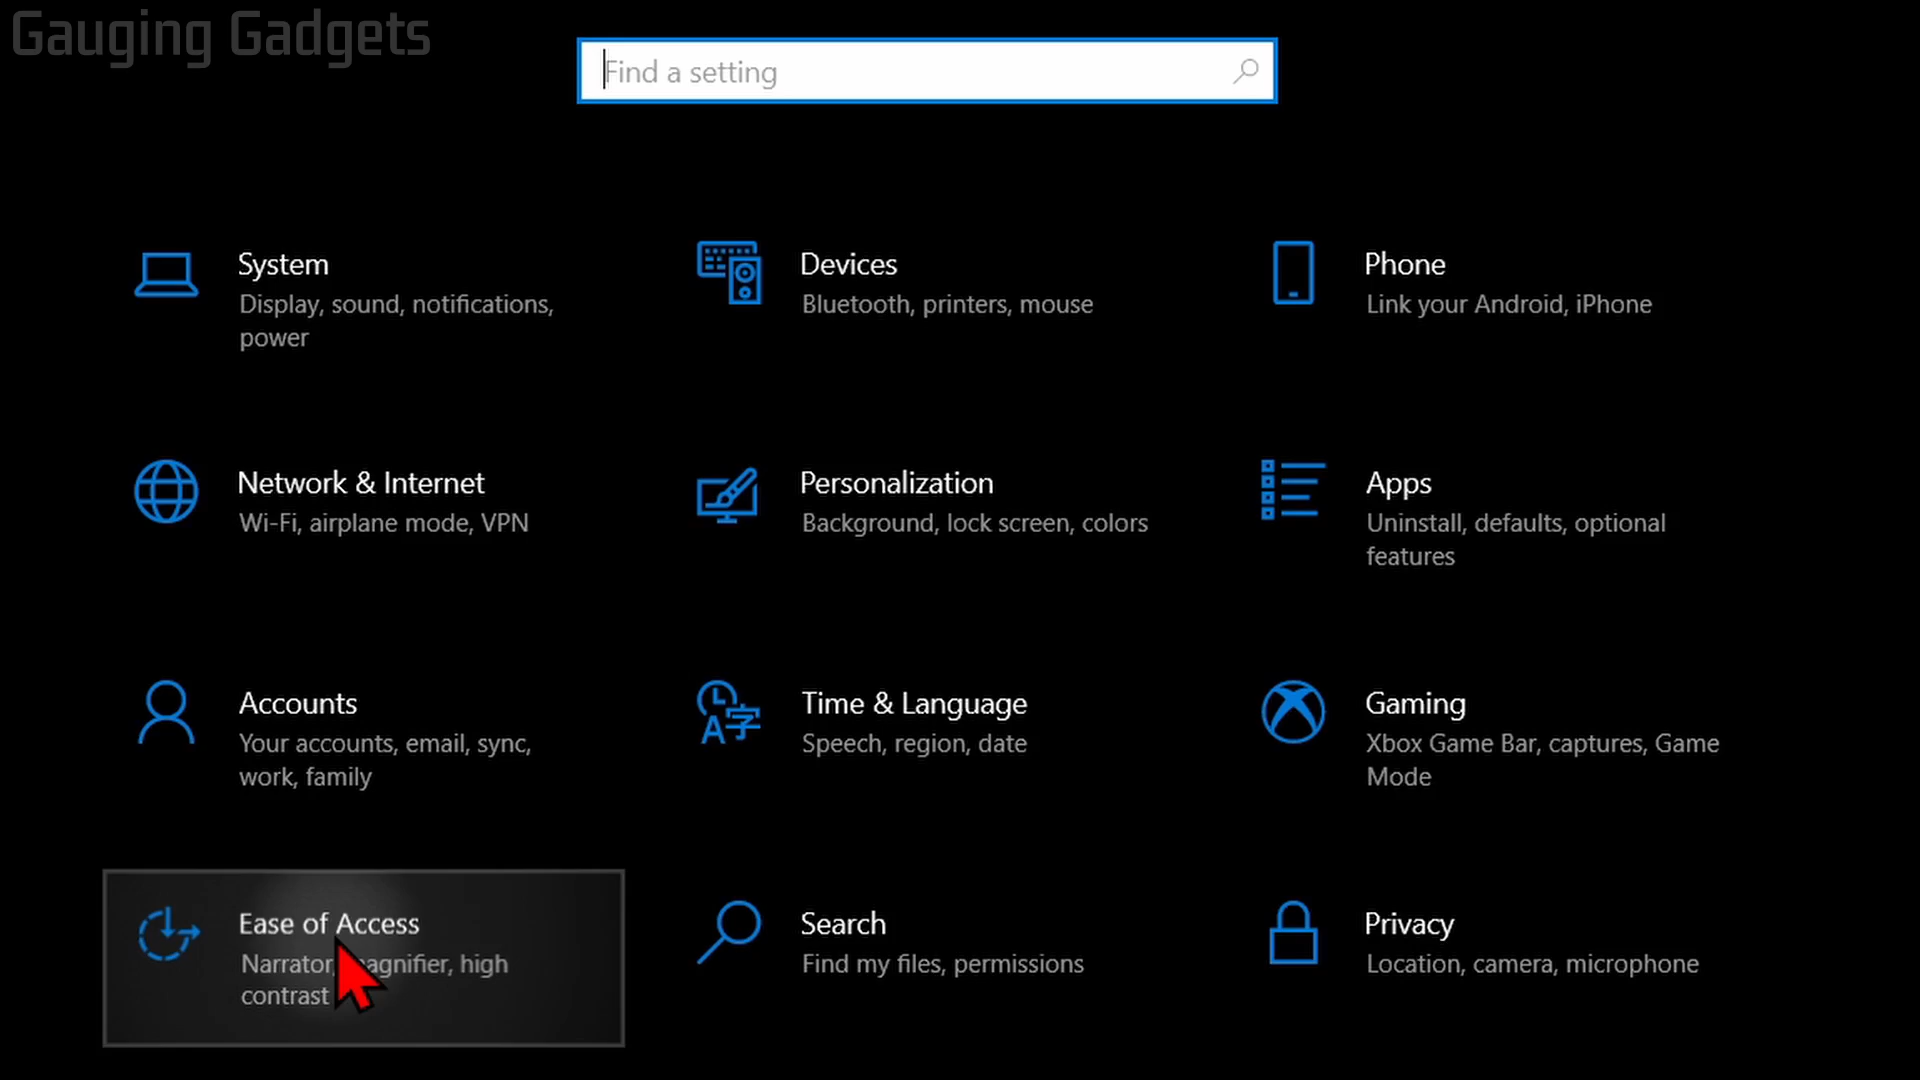 Gauging Gadgets
Find a setting
System
Display, sound, notifications,
power
Devices
Bluetooth, printers, mouse
Phone
Link your Android, iPhone
Network & Internet
Wi-Fi, airplane mode, VPN
Personalization
Background, lock screen, colors
Apps
Uninstall, defaults, optional
features
Accounts
Your accounts, email, sync,
work, family
Time & Language
Speech, region, date
Gaming
Xbox Game Bar, captures, Game
Mode
Ease of Access
Narrator, magnifier, high
contrast
Search
Find my files, permissions
Privacy
Location, camera, microphone